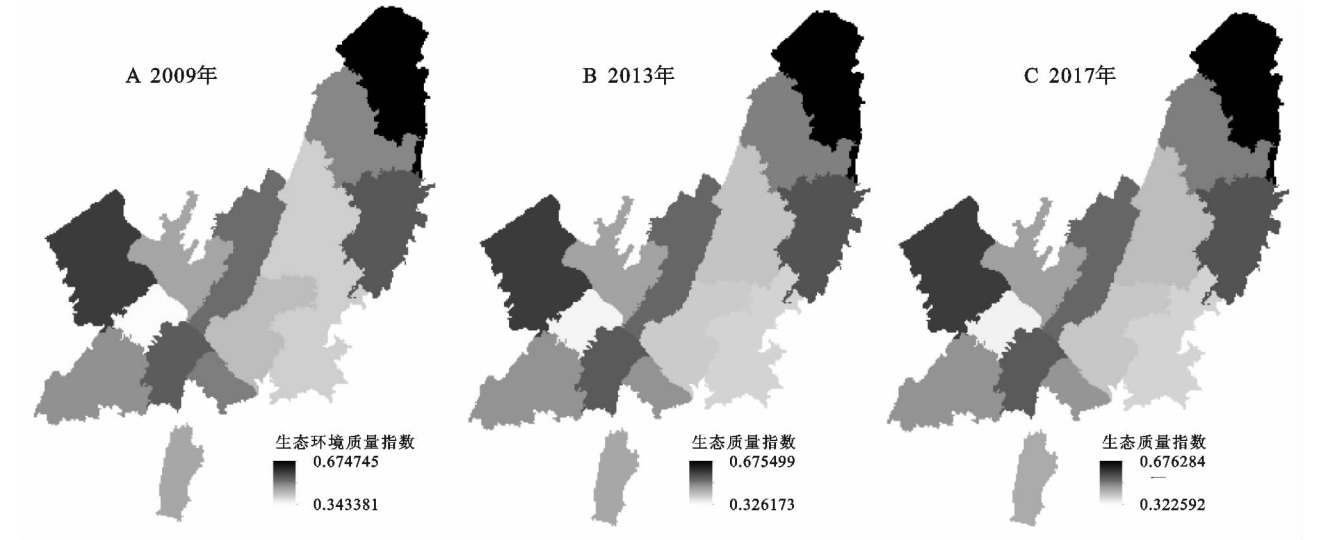 A 2009年
B 2013年
C 2017年
生态环境质量指数
0.674745
0.343381
生态质量指数
0.675499
0.326173
生态质量指数
0.676284
0.322592